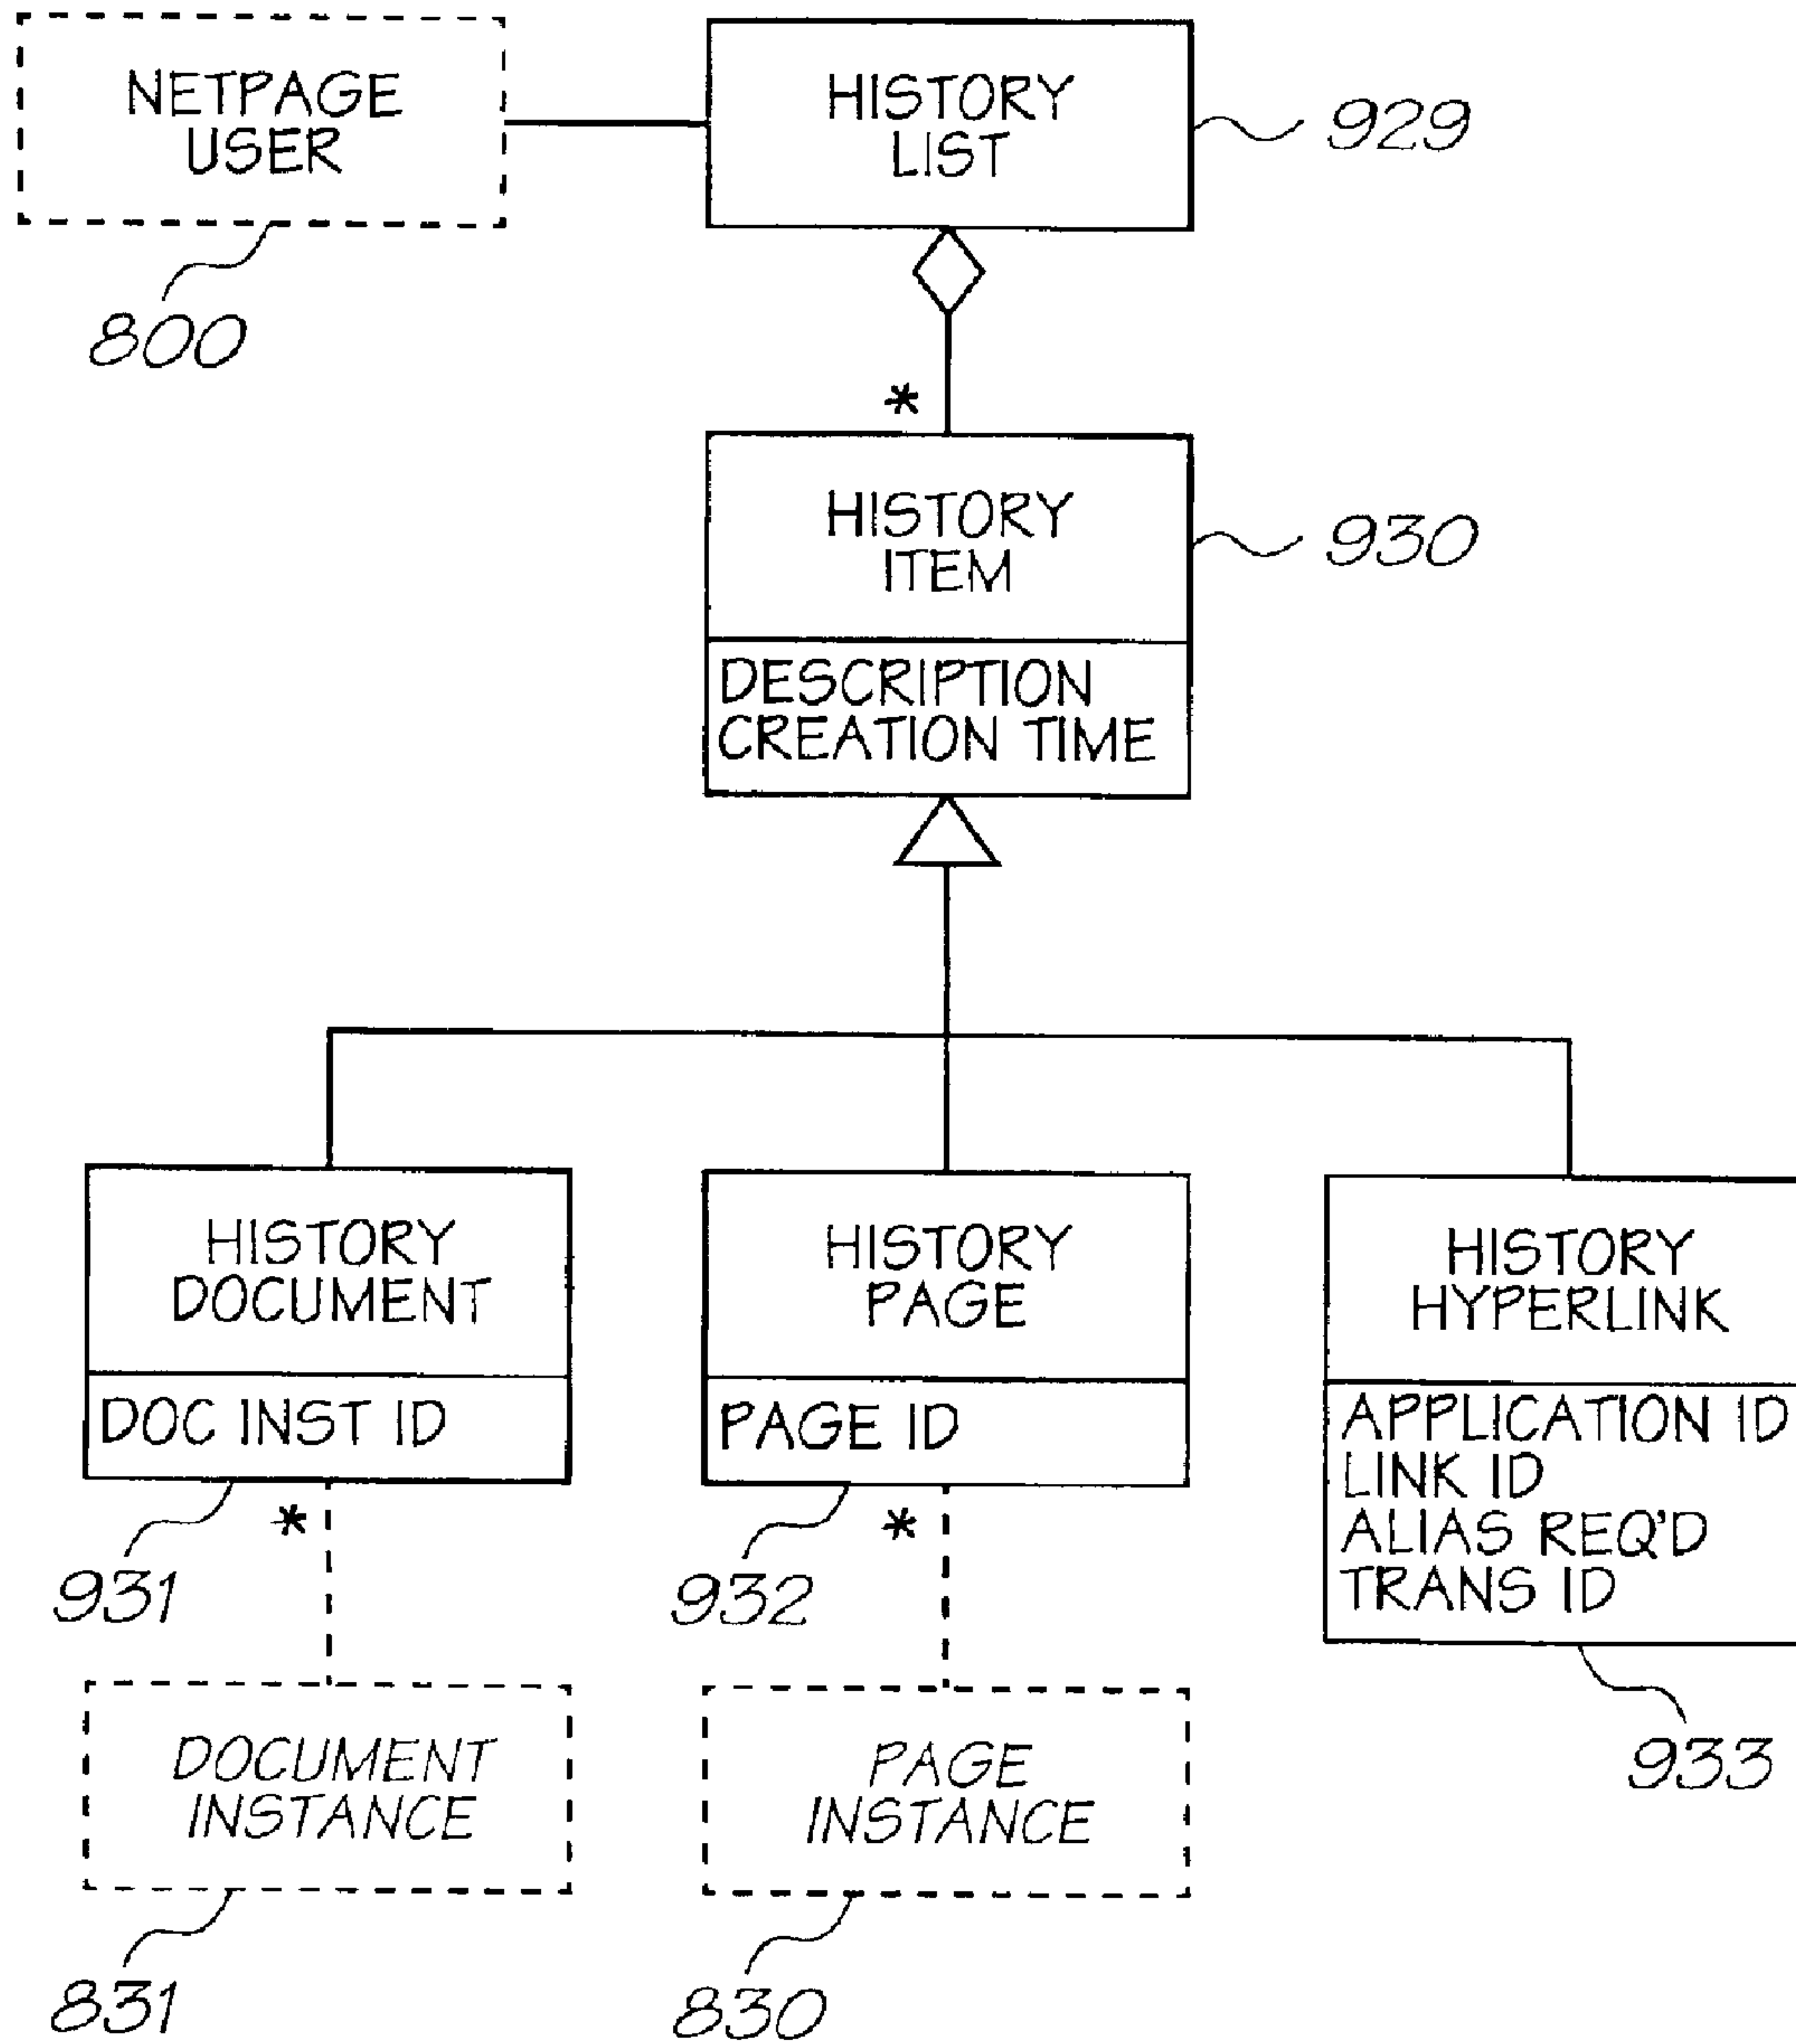 NETPAGE
USER
800
HISTORY
LIST
929
*
HISTORY
ITEM
930
DESCRIPTION
CREATION TIME
HISTORY
DOCUMENT
DOC INST ID
931
*
HISTORY
PAGE
PAGE ID
932
*
HISTORY
HYPERLINK
APPLICATION ID
LINK ID
ALIAS REQ'D
TRANS ID
933
DOCUMENT
INSTANCE
831
PAGE
INSTANCE
830